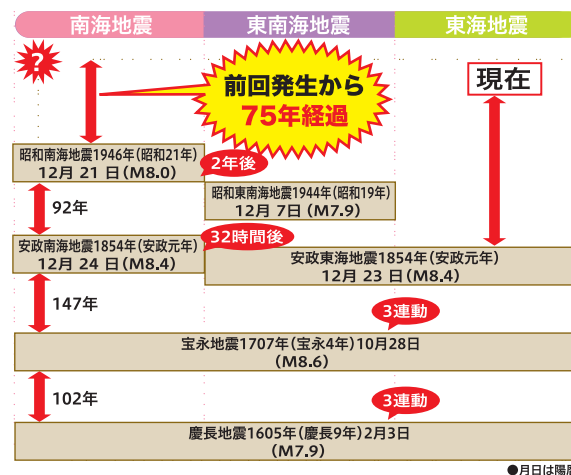 南海地震
東南海地震
東海地震
?
前回発生から
75年経過
現在
昭和南海地震1946年(昭和21年)
12月 21 日(M8.0)
2年後
昭和東南海地震1944年(昭和19年)
12月 7日(M7.9)
92年
安政南海地震1854年(安政元年)
12月 24 日(M8.4)
32時間後
安政東海地震1854年(安政元年)
12月 23 日(M8.4)
147年
3連動
宝永地震1707年(宝永4年)10月28日
(M8.6)
102年
3連動
慶長地震1605年(慶長9年)2月3日
(M7.9)
●月日は陽暦